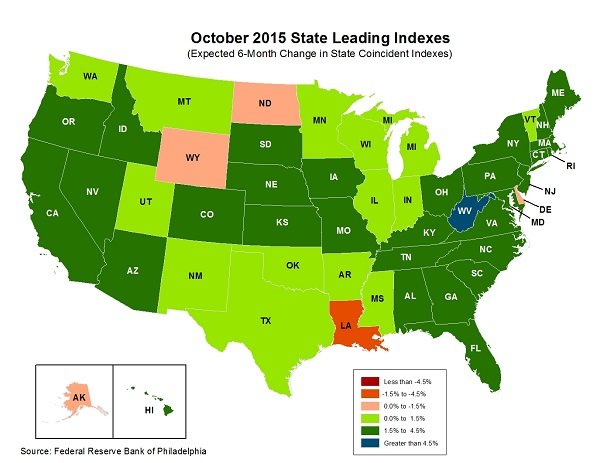 October 2015 State Leading Indexes
(Expected 6-Month Change in State Coincident Indexes)
WA
MT
ND
MN
MI
ME
VT
NH
OR
ID
WI
MI
NY
MA
CT
RI
WY
SD
IA
PA
NJ
NV
NE
IL
IN
OH
DE
MD
UT
CO
WV
VA
CA
KS
MO
KY
NC
TN
AZ
NM
OK
AR
SC
MS
AL
GA
TX
LA
FL
AK
HI
Less than -4.5%
-1.5% to -4.5%
0.0% to -1.5%
0.0% to 1.5%
1.5% to 4.5%
Greater than 4.5%
Source: Federal Reserve Bank of Philadelphia